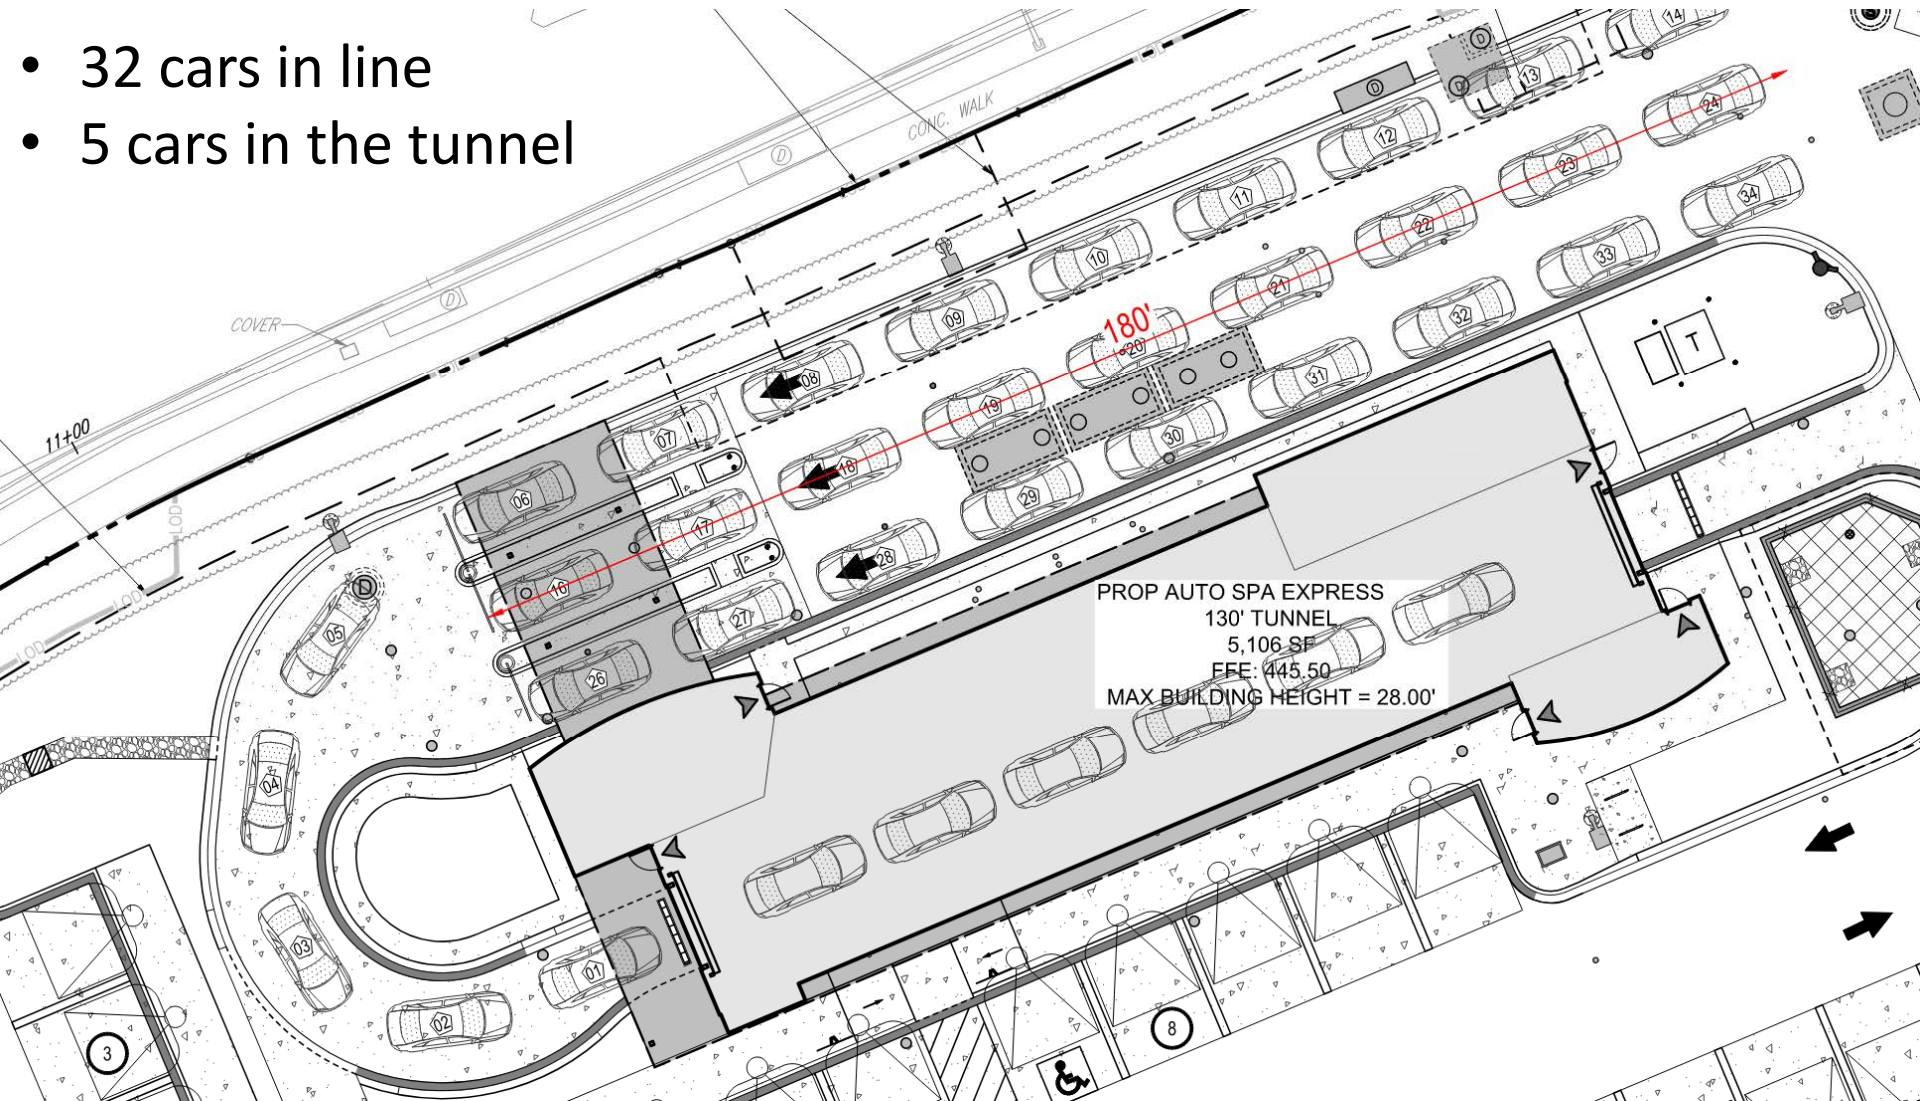 • 32 cars in line
• 5 cars in the tunnel
14
D
D
D
13
24
CONC. WALK
12
23
D
11
34
22
10
33
21
D
09
32
180'
20
COVER
T
08
31
19
11+00
07
30
18
06
29
LOD
17
28
16
D
27
PROP AUTO SPA EXPRESS
130' TUNNEL
5,106 SF
FFE: 445.50
MAX BUILDING HEIGHT = 28.00'
LOD
05
LOD
26
04
03
01
02
8
3